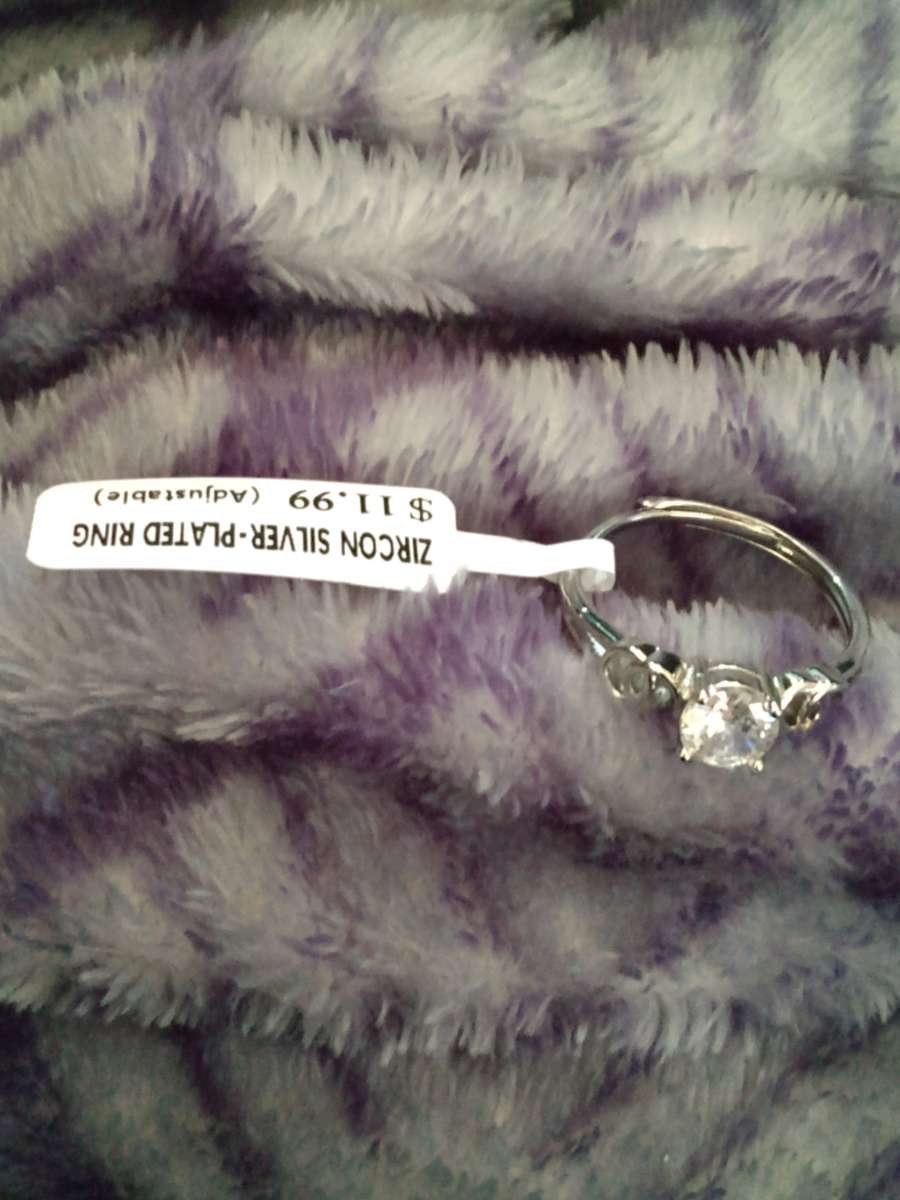 ZIRCON SILVER-PLATED RING
$11.99 (Adjustable)